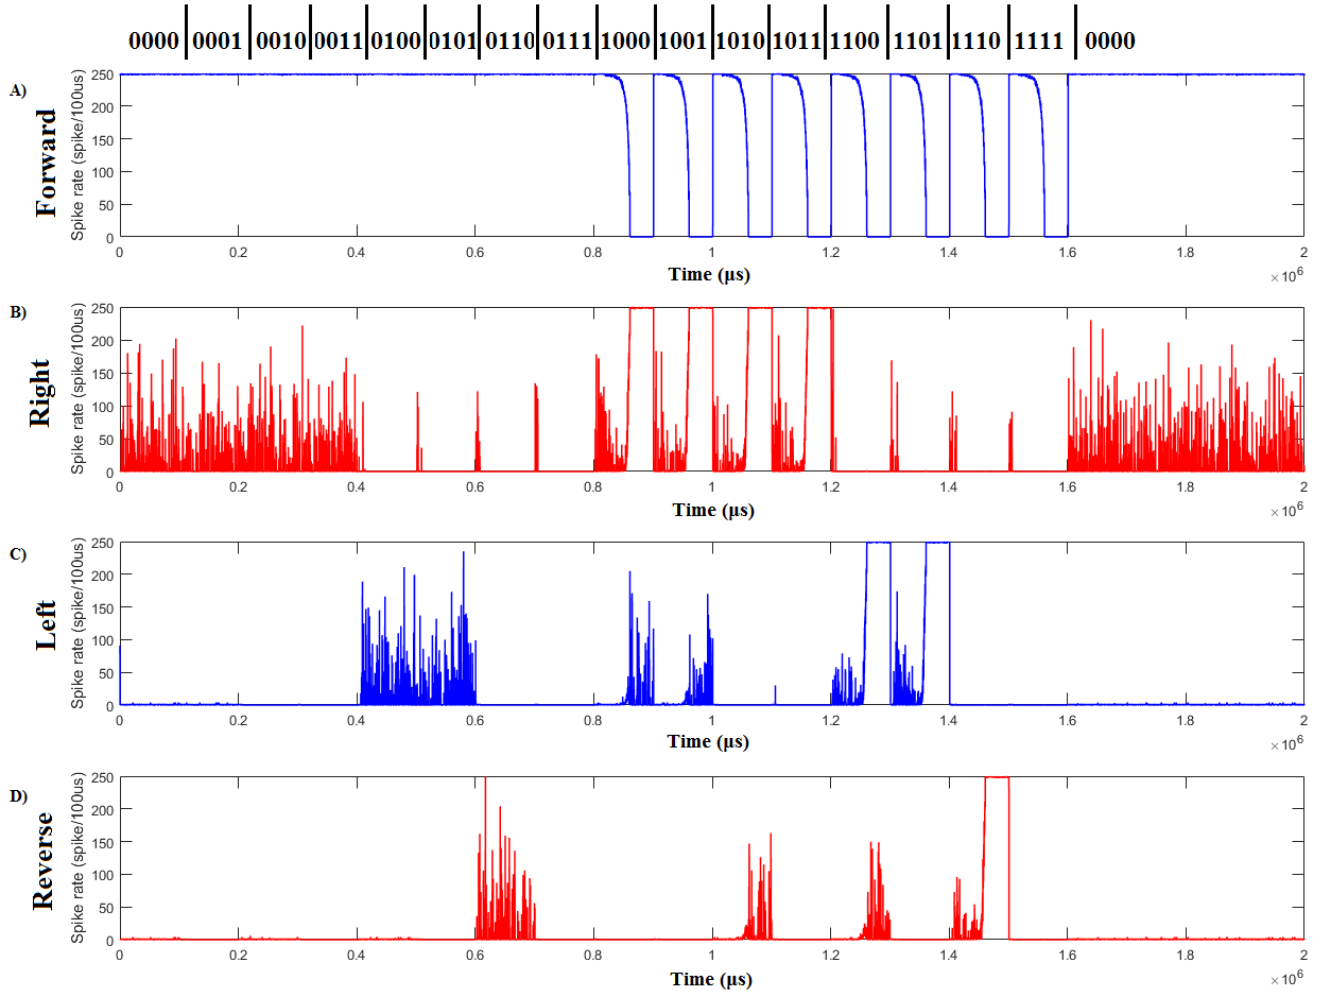 0000 0001 0010 0011 0100 0101 0110 0111 1000 1001 1010 1011 1100 1101 1110 1111 0000
A)
Forward
Spike rate (spike/100us)
250
200
150
100
50
0
0 0.2 0.4 0.6 0.8 1 1.2 1.4 1.6 1.8 2
Time (µs)
×10⁶
B)
Right
Spike rate (spike/100us)
250
200
150
100
50
0
0 0.2 0.4 0.6 0.8 1 1.2 1.4 1.6 1.8 2
Time (µs)
×10⁶
C)
Left
Spike rate (spike/100us)
250
200
150
100
50
0
0 0.2 0.4 0.6 0.8 1 1.2 1.4 1.6 1.8 2
Time (µs)
×10⁶
D)
Reverse
Spike rate (spike/100us)
250
200
150
100
50
0
0 0.2 0.4 0.6 0.8 1 1.2 1.4 1.6 1.8 2
Time (µs)
×10⁶